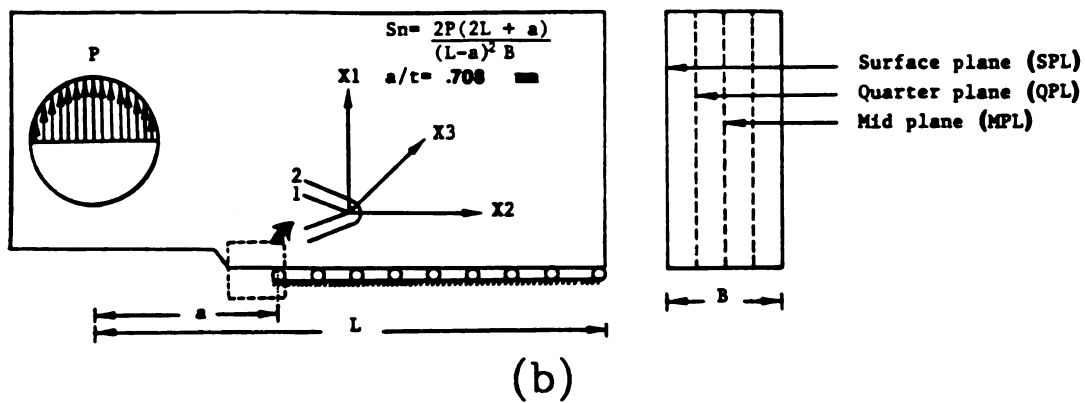 Sn= 2P(2L + a)
(L-a)² B
a/t= .708 mm
P
X1
X3
2
1
X2
a
L
Surface plane (SPL)
Quarter plane (QPL)
Mid plane (MPL)
B
(b)